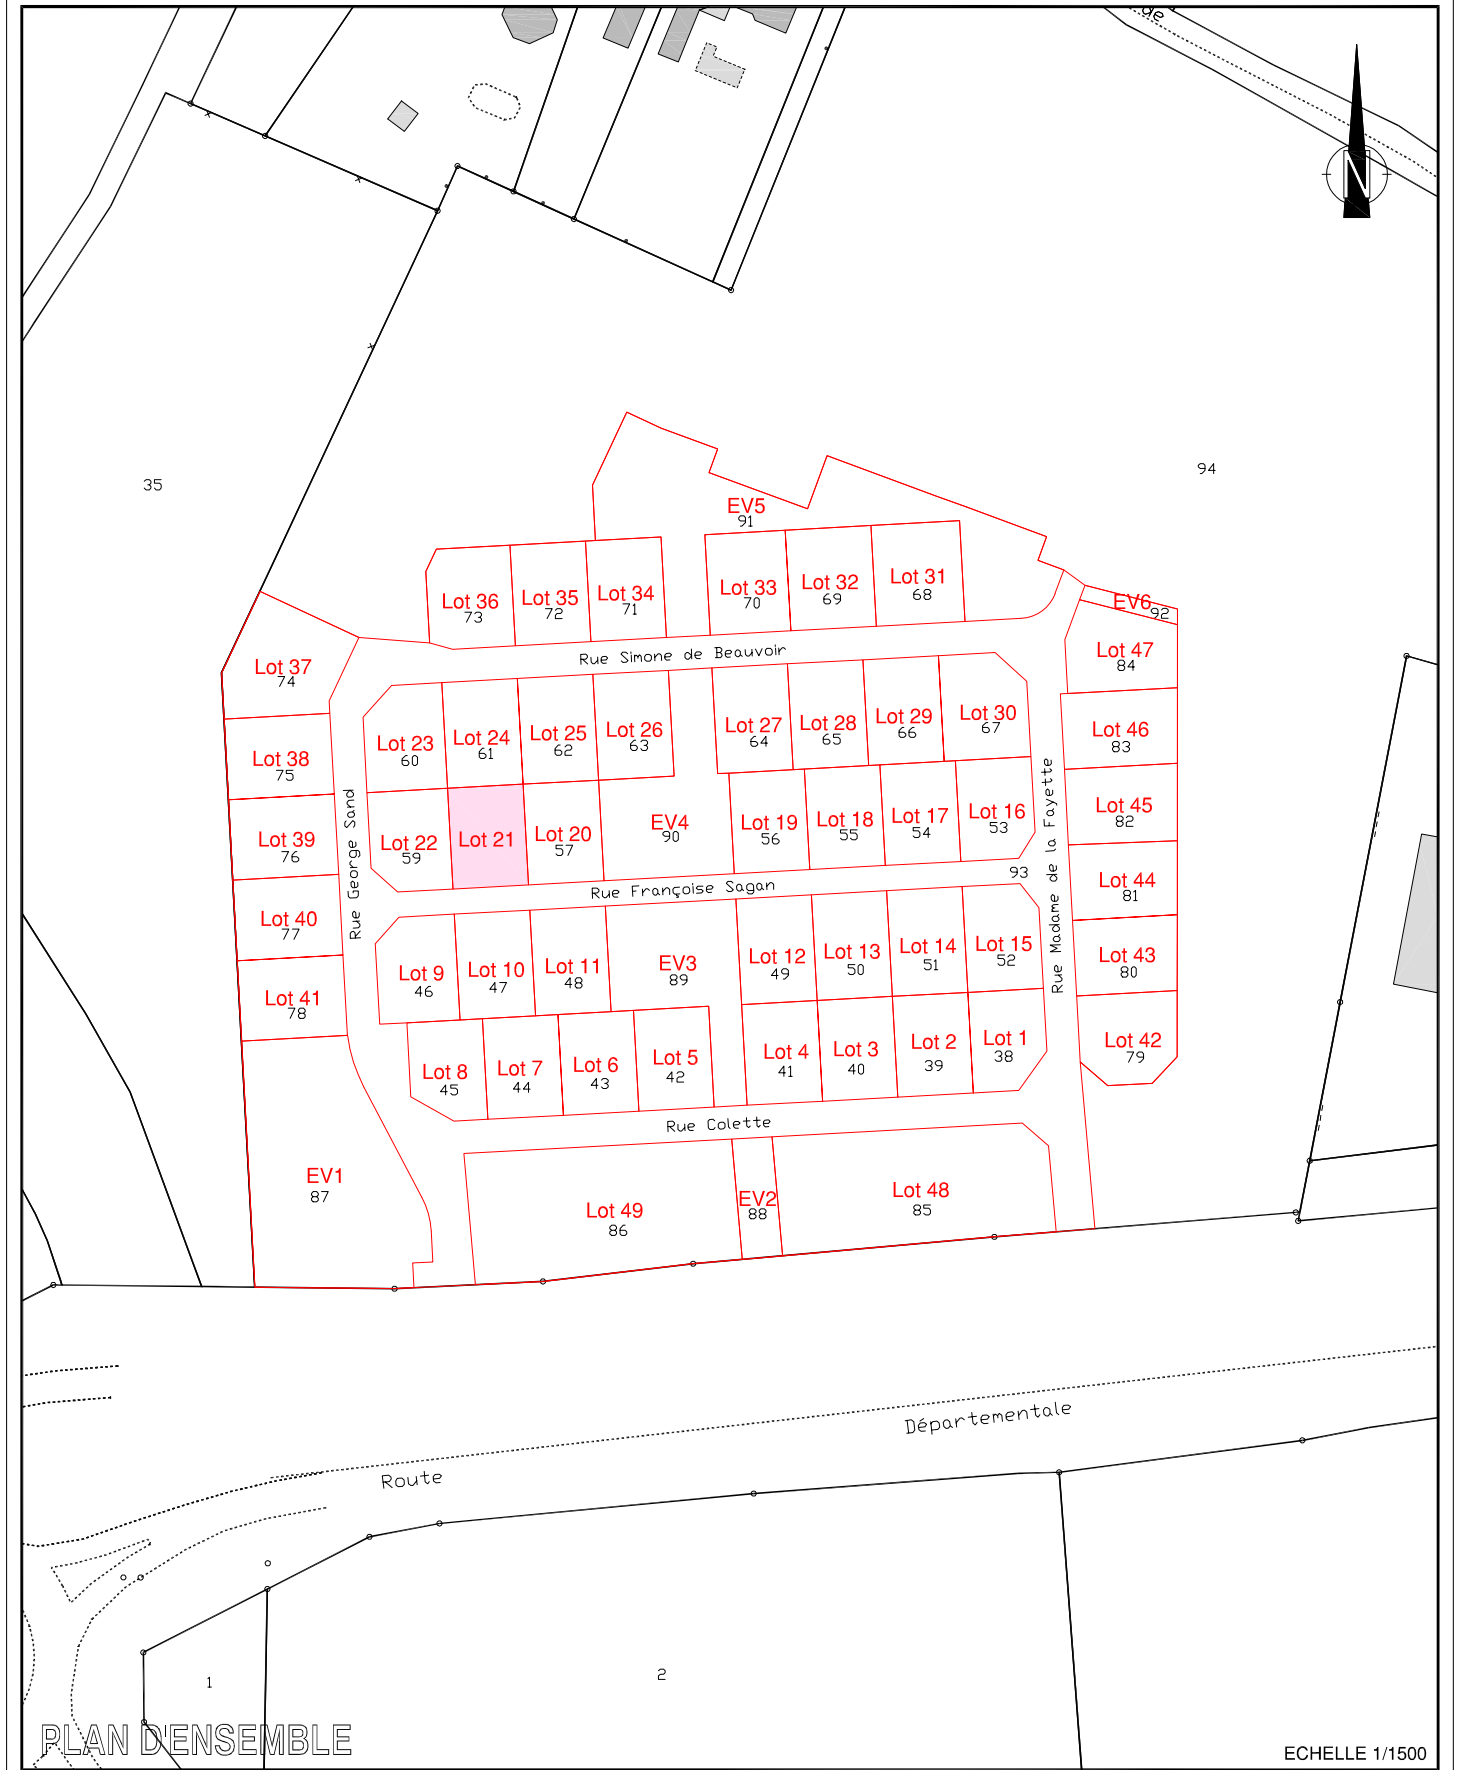 de
N
35
94
EV5
91
Lot 36
73
Lot 35
72
Lot 34
71
Lot 33
70
Lot 32
69
Lot 31
68
EV6
92
Lot 37
74
Rue Simone de Beauvoir
Lot 47
84
Lot 38
75
Lot 23
60
Lot 24
61
Lot 25
62
Lot 26
63
Lot 27
64
Lot 28
65
Lot 29
66
Lot 30
67
Lot 46
83
Lot 39
76
Rue George Sand
Lot 22
59
Lot 21
Lot 20
57
EV4
90
Lot 19
56
Lot 18
55
Lot 17
54
Lot 16
53
Rue Madame de la Fayette
Lot 45
82
Rue Françoise Sagan
93
Lot 44
81
Lot 40
77
Lot 9
46
Lot 10
47
Lot 11
48
EV3
89
Lot 12
49
Lot 13
50
Lot 14
51
Lot 15
52
Lot 43
80
Lot 41
78
Lot 8
45
Lot 7
44
Lot 6
43
Lot 5
42
Lot 4
41
Lot 3
40
Lot 2
39
Lot 1
38
Lot 42
79
Rue Colette
EV1
87
Lot 49
86
EV2
88
Lot 48
85
Route Départementale
1
2
PLAN D'ENSEMBLE
ECHELLE 1/1500